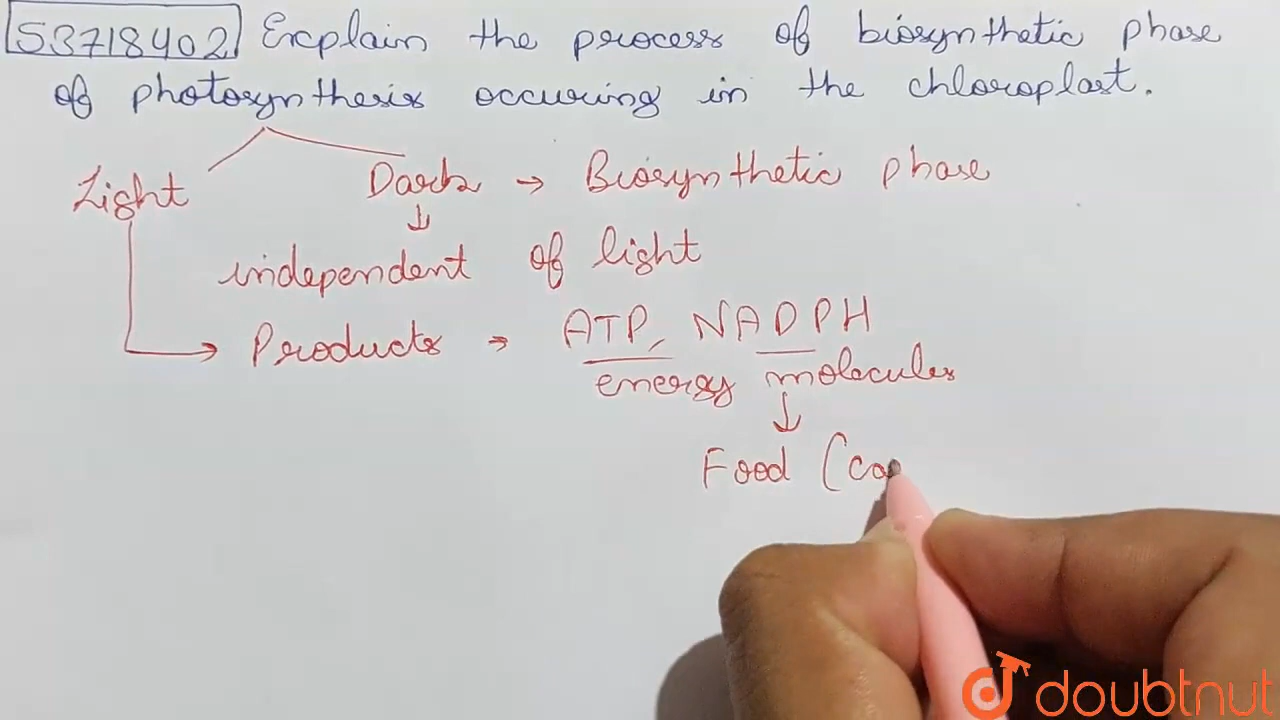 53718402 Explain the process of biosynthetic phase
of photosynthesis occuring in the chloroplast.
Light Dark → Biosynthetic phase
↓
independent of light
Products → ATP, NADPH
energy molecules
↓
Food (Ca
doubtnut